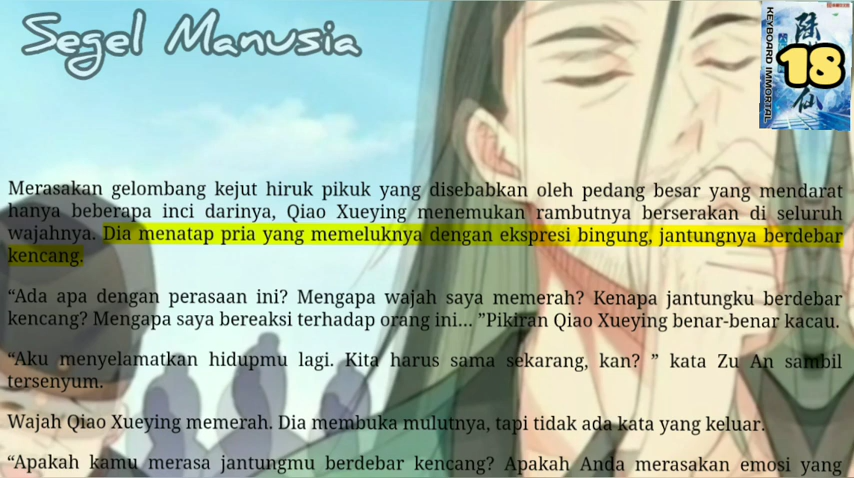 Segel Manusia
KEYBOARD IMMORTAL
18
Merasakan gelombang kejut hiruk pikuk yang disebabkan oleh pedang besar yang mendarat
hanya beberapa inci darinya, Qiao Xueying menemukan rambutnya berserakan di seluruh
wajahnya. Dia menatap pria yang memeluknya dengan ekspresi bingung, jantungnya berdebar
kencang.
“Ada apa dengan perasaan ini? Mengapa wajah saya memerah? Kenapa jantungku berdebar
kencang? Mengapa saya bereaksi terhadap orang ini... ”Pikiran Qiao Xueying benar-benar kacau.
“Aku menyelamatkan hidupmu lagi. Kita harus sama sekarang, kan? ” kata Zu An sambil
tersenyum.
Wajah Qiao Xueying memerah. Dia membuka mulutnya, tapi tidak ada kata yang keluar.
“Apakah kamu merasa jantungmu berdebar kencang? Apakah Anda merasakan emosi yang